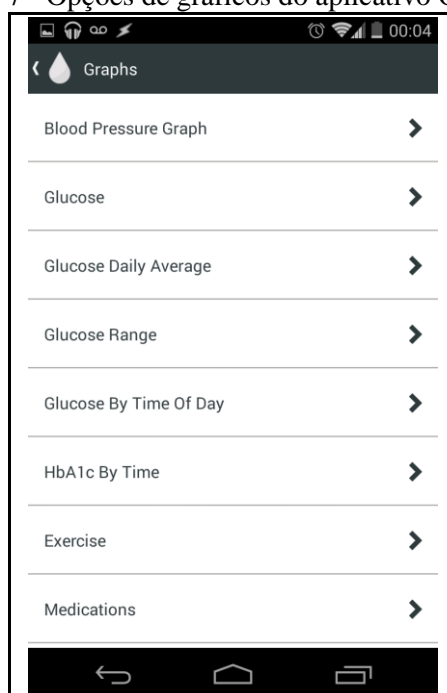 7 - Opções de gráficos do aplicativo
00:04
Graphs
Blood Pressure Graph
Glucose
Glucose Daily Average
Glucose Range
Glucose By Time Of Day
HbA1c By Time
Exercise
Medications